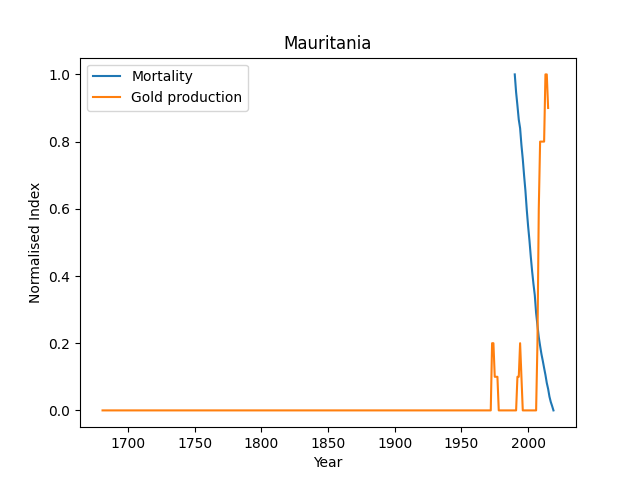 Mauritania
Mortality
Gold production
Normalised Index
1.0
0.8
0.6
0.4
0.2
0.0
1700 1750 1800 1850 1900 1950 2000
Year